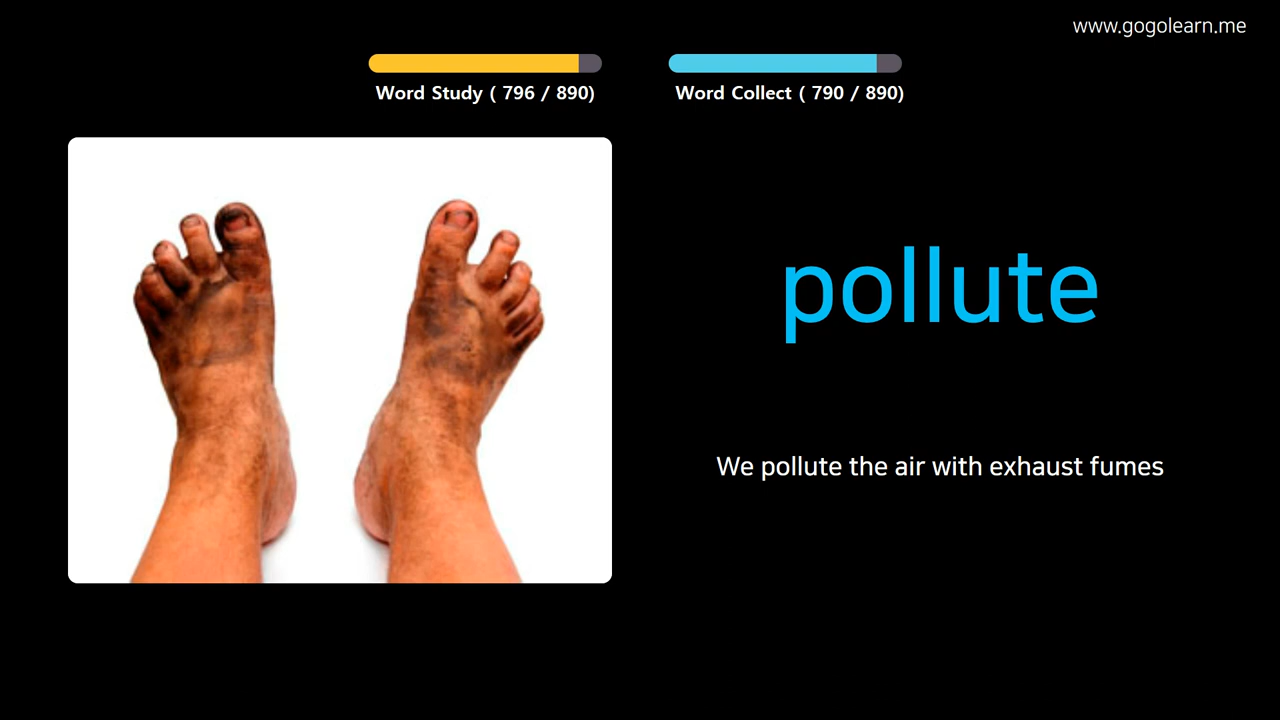 www.gogolearn.me
Word Study ( 796 / 890)
Word Collect ( 790 / 890)
pollute
We pollute the air with exhaust fumes